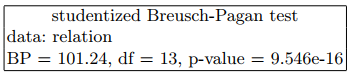 studentized Breusch-Pagan test
data: relation
BP = 101.24, df = 13, p-value = 9.546e-16